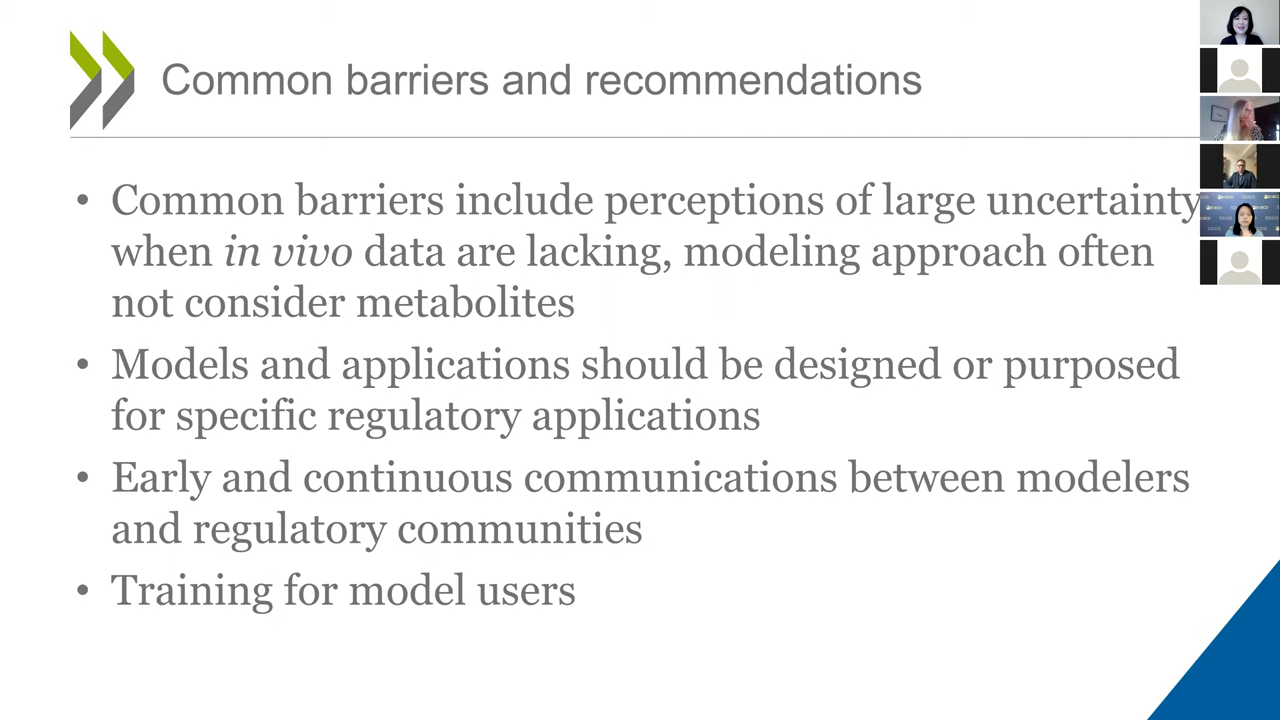 Common barriers and recommendations
• Common barriers include perceptions of large uncertainty
when in vivo data are lacking, modeling approach often
not consider metabolites
• Models and applications should be designed or purposed
for specific regulatory applications
• Early and continuous communications between modelers
and regulatory communities
• Training for model users